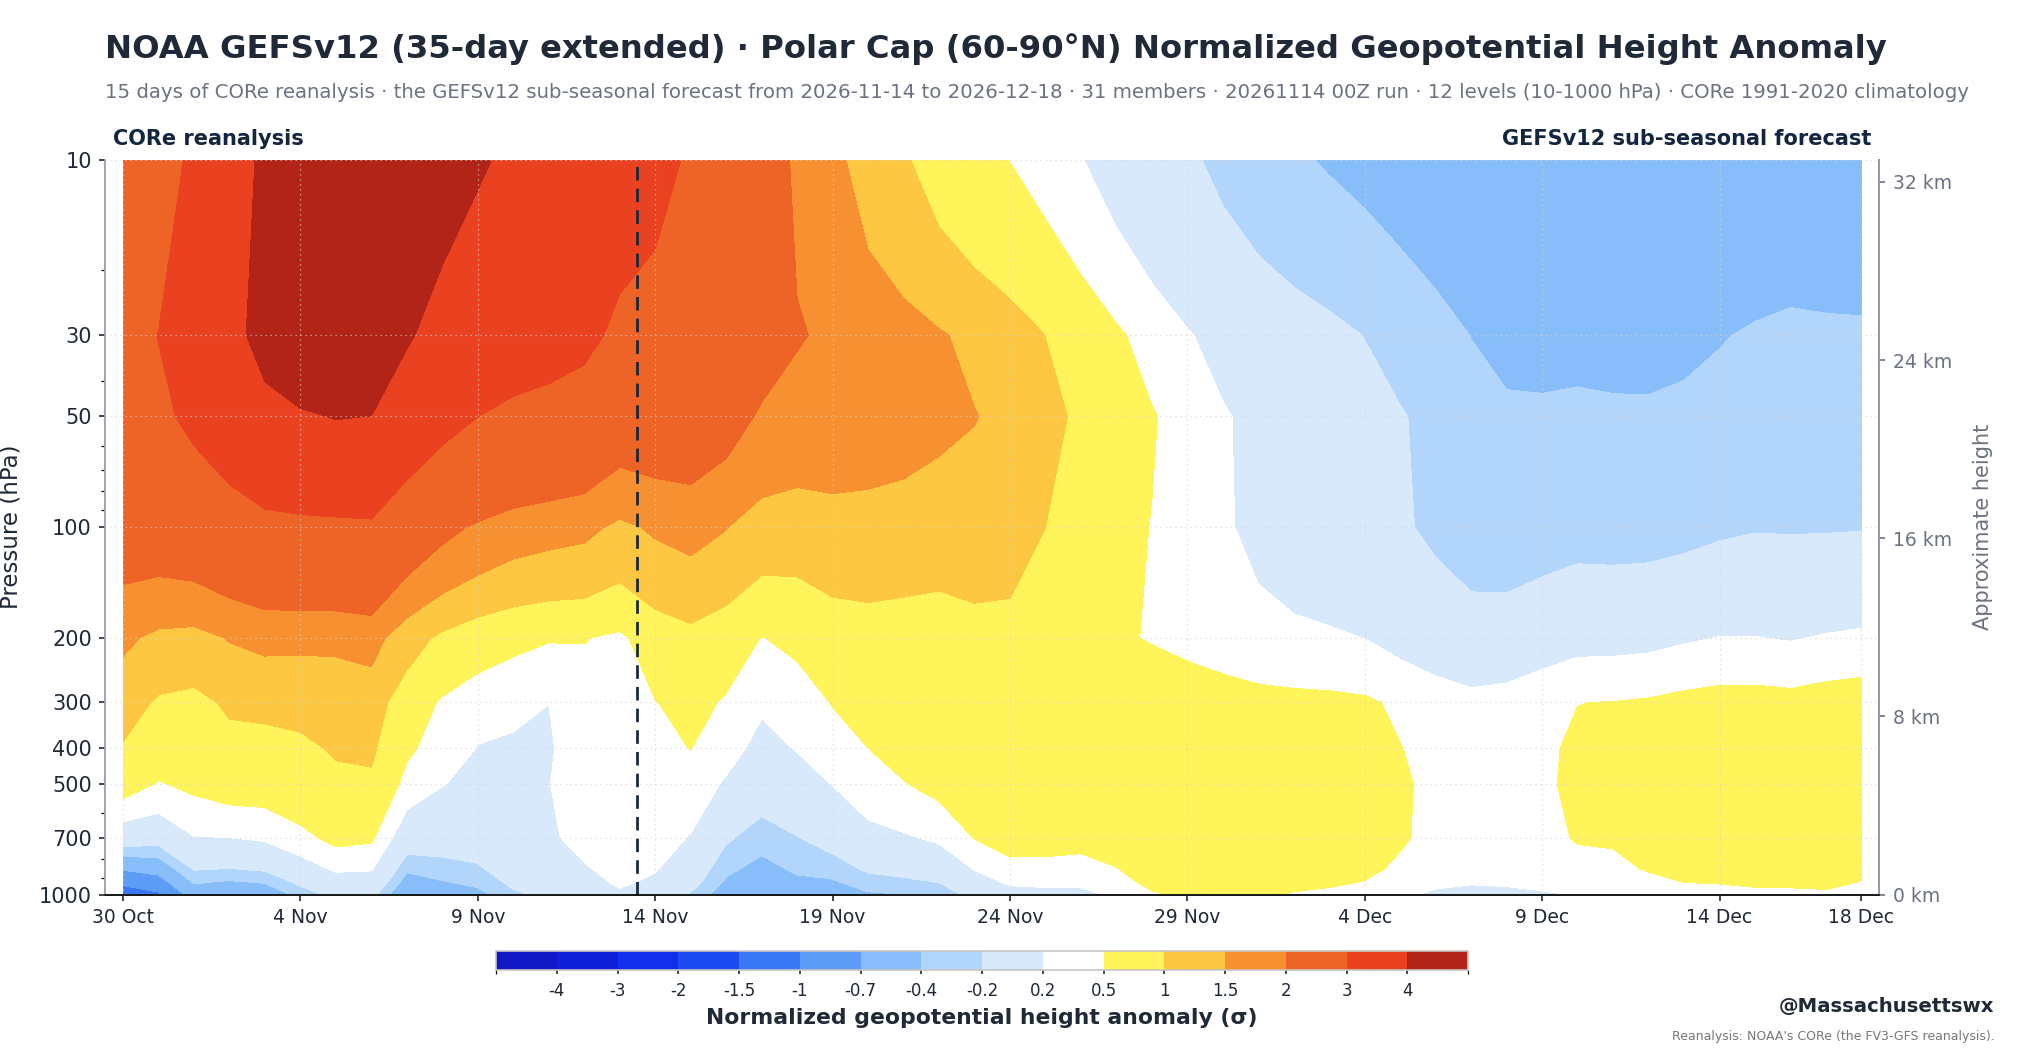 NOAA GEFSv12 (35-day extended) · Polar Cap (60-90°N) Normalized Geopotential Height Anomaly
15 days of CORe reanalysis · the GEFSv12 sub-seasonal forecast from 2026-11-14 to 2026-12-18 · 31 members · 20261114 00Z run · 12 levels (10-1000 hPa) · CORe 1991-2020 climatology
CORe reanalysis
GEFSv12 sub-seasonal forecast
Pressure (hPa)
10
30
50
100
200
300
400
500
700
1000
32 km
24 km
16 km
8 km
0 km
Approximate height
30 Oct 4 Nov 9 Nov 14 Nov 19 Nov 24 Nov 29 Nov 4 Dec 9 Dec 14 Dec 18 Dec
-4 -3 -2 -1.5 -1 -0.7 -0.4 -0.2 0.2 0.5 1 1.5 2 3 4
Normalized geopotential height anomaly (σ)
@Massachusettswx
Reanalysis: NOAA's CORe (the FV3-GFS reanalysis).